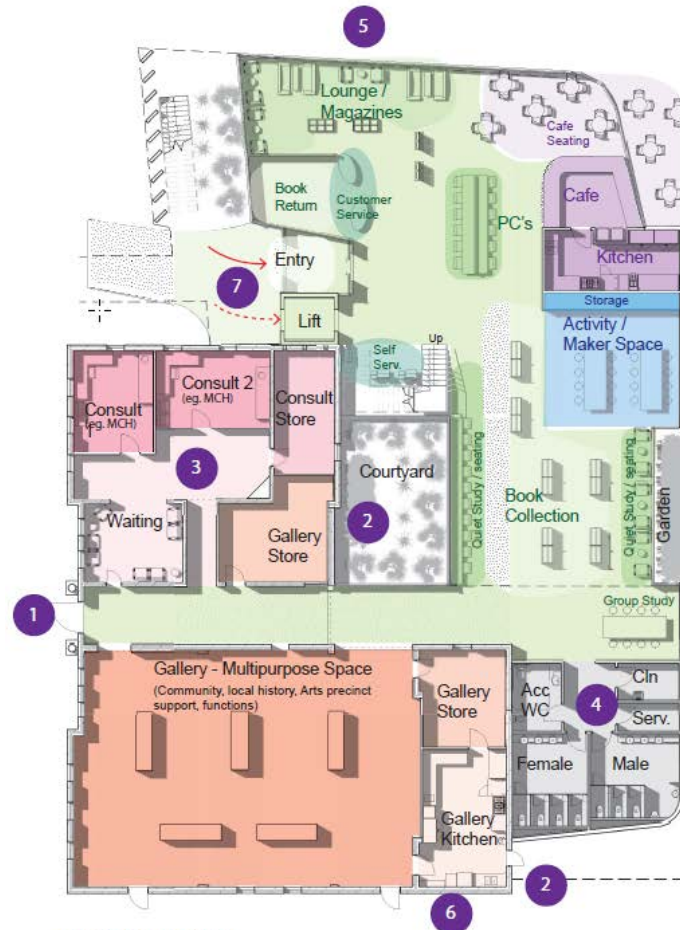 5
Lounge /
Magazines
Cafe
Seating
Book
Return
Customer
Service
PC's
Cafe
Kitchen
Entry
7
Lift
Storage
Activity /
Maker Space
Up
Self
Serv.
Consult
1
(eg. MCH)
Consult 2
(eg. MCH)
Consult
Store
3
Waiting
Gallery
Store
Courtyard
2
Quiet Study / seating
Book
Collection
Quiet Study / seating
Garden
1
Group Study
Gallery - Multipurpose Space
(Community, local history, Arts precinct
support, functions)
Gallery
Store
Acc
WC
4
Cln
Serv.
Female
Male
Gallery
Kitchen
2
6